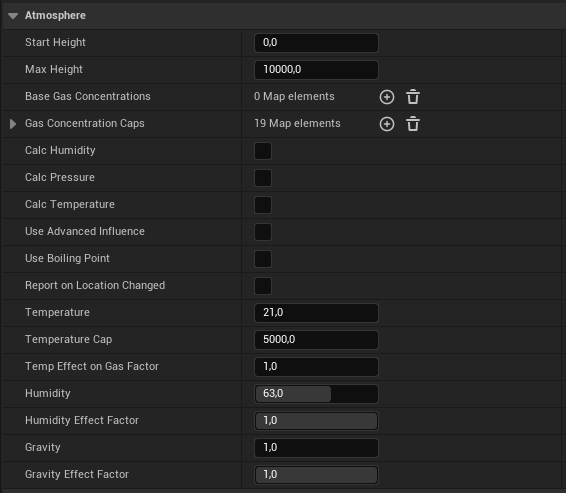 Atmosphere
Start Height 0,0
Max Height 10000,0
Base Gas Concentrations 0 Map elements
Gas Concentration Caps 19 Map elements
Calc Humidity
Calc Pressure
Calc Temperature
Use Advanced Influence
Use Boiling Point
Report on Location Changed
Temperature 21,0
Temperature Cap 5000,0
Temp Effect on Gas Factor 1,0
Humidity 63,0
Humidity Effect Factor 1,0
Gravity 1,0
Gravity Effect Factor 1,0